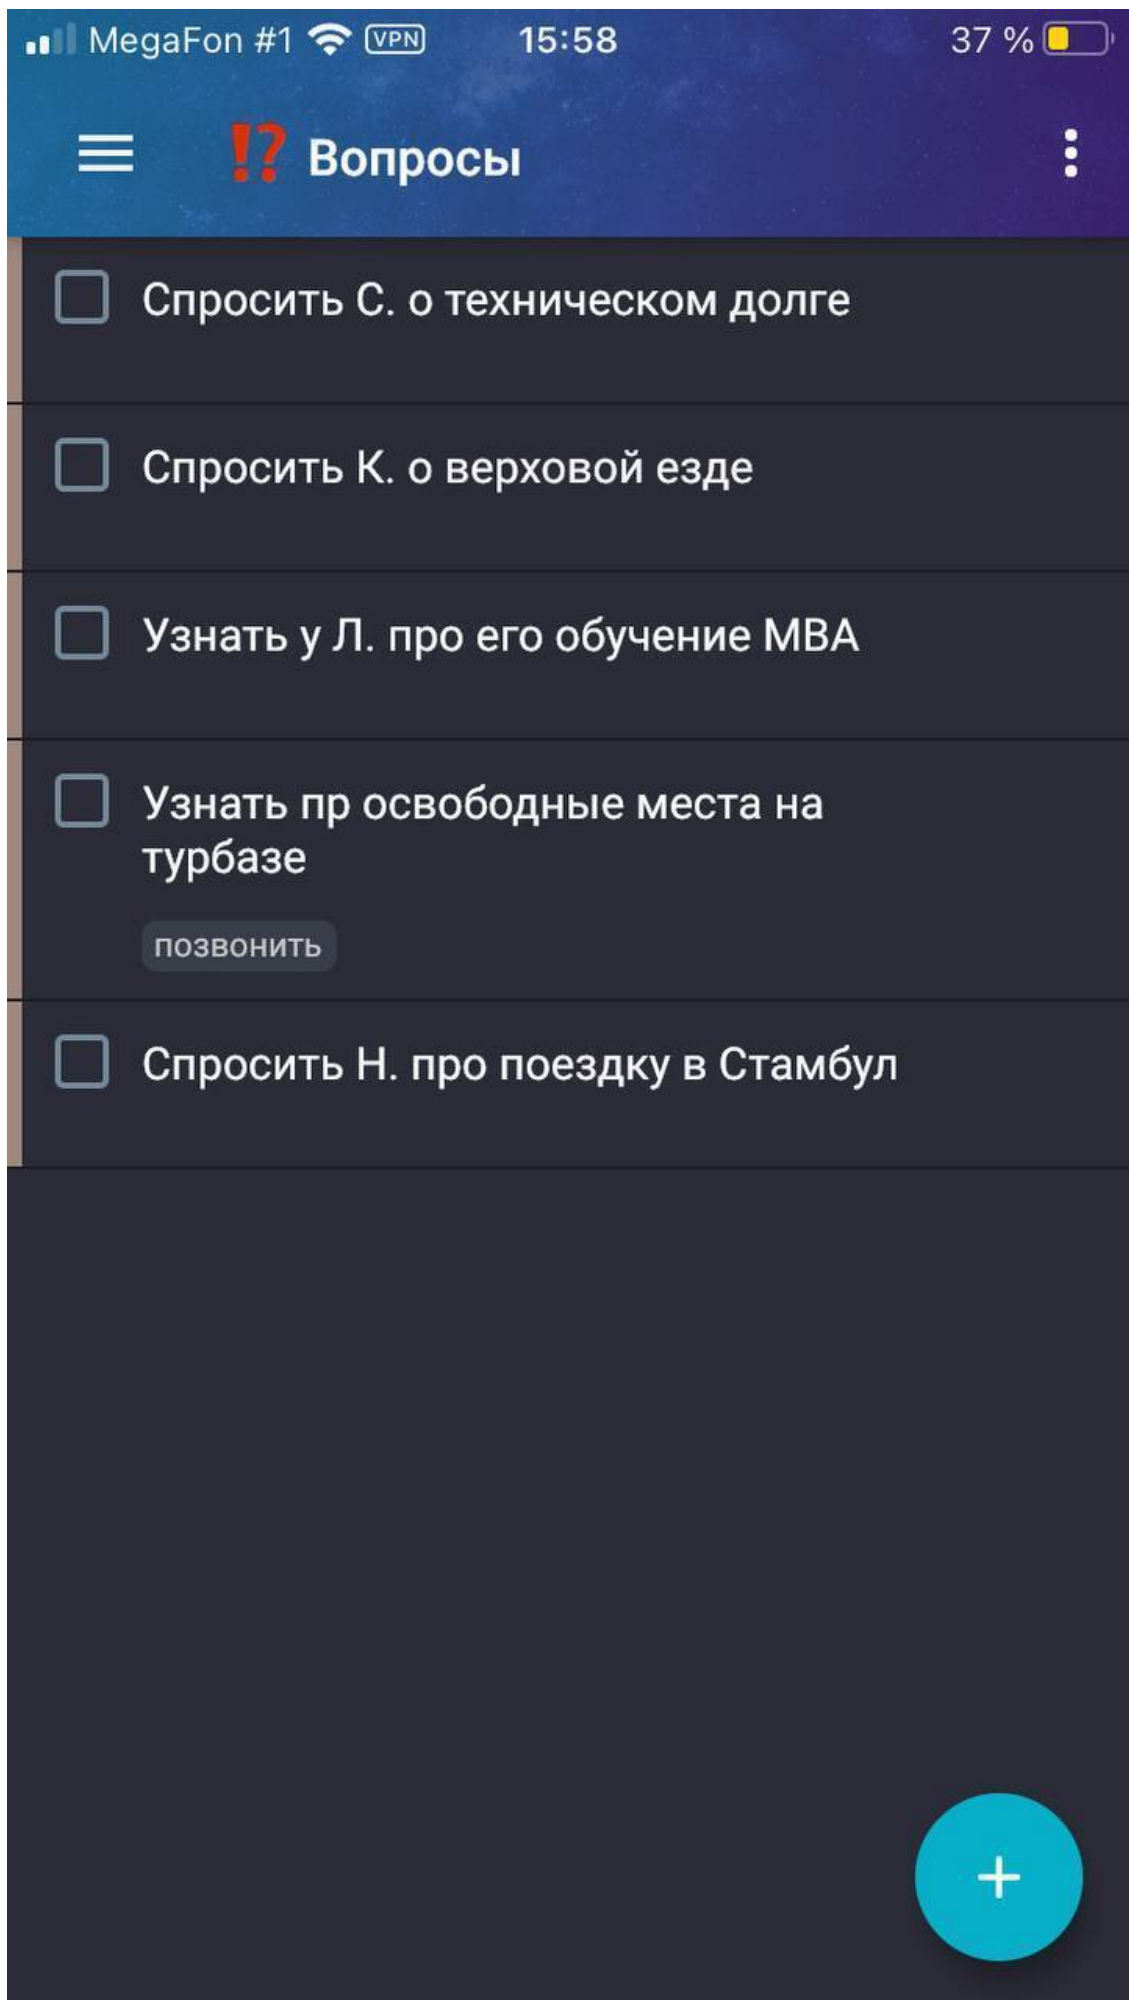 MegaFon #1 VPN 15:58 37 %
⁉ Вопросы
Спросить С. о техническом долге
Спросить К. о верховой езде
Узнать у Л. про его обучение MBA
Узнать пр освободные места на
турбазе
позвонить
Спросить Н. про поездку в Стамбул
+